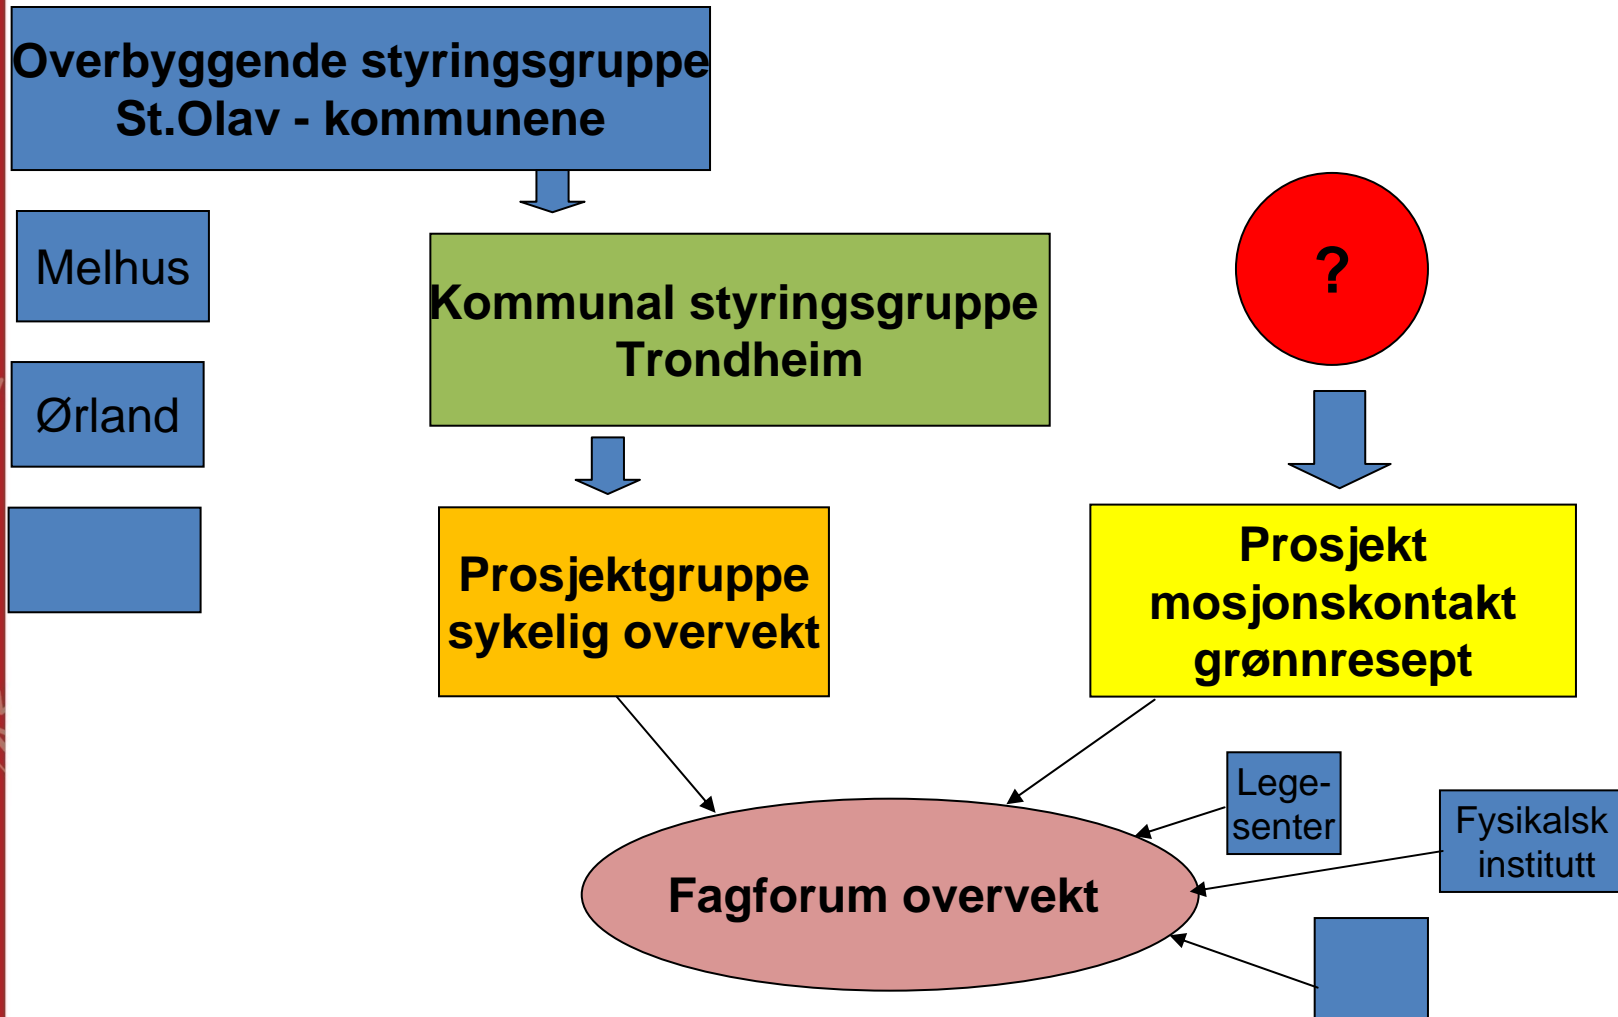 Overbyggende styringsgruppe
St.Olav - kommunene
Melhus
Ørland
Kommunal styringsgruppe
Trondheim
?
Prosjektgruppe
sykelig overvekt
Prosjekt
mosjonskontakt
grønnresept
Lege-
senter
Fysikalsk
institutt
Fagforum overvekt